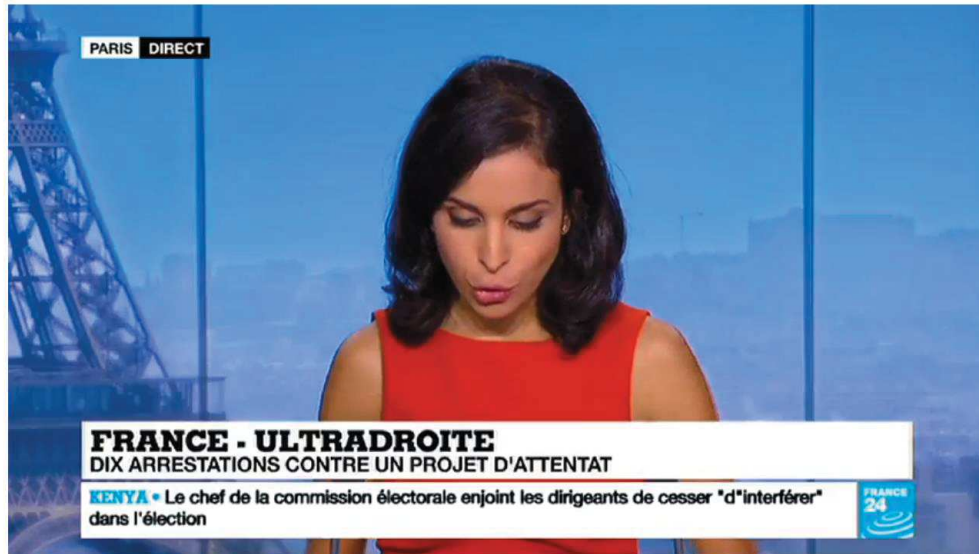 PARIS DIRECT
FRANCE - ULTRADROITE
DIX ARRESTATIONS CONTRE UN PROJET D'ATTENTAT
KENYA • Le chef de la commission électorale enjoint les dirigeants de cesser "d"interférer"
dans l'élection
FRANCE
24